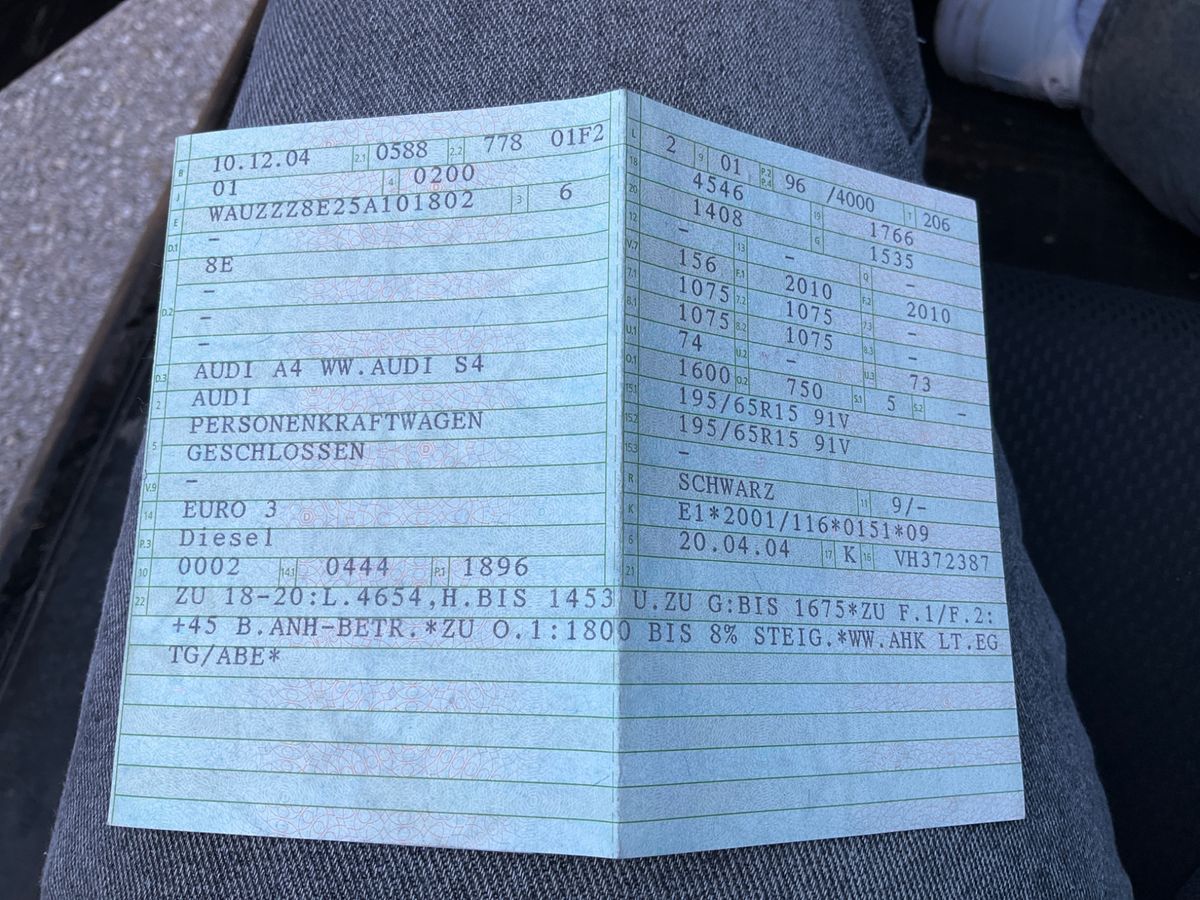 B 10.12.04 2.1 0588 2.2 778 01F2
J 01 4 0200
E WAUZZZ8E25A101802 3 6
D.1 –
8E
D.2 –
–
–
D.3 AUDI A4 WW.AUDI S4
2 AUDI
5 PERSONENKRAFTWAGEN
GESCHLOSSEN
V.9 –
14 EURO 3
P.3 Diesel
10 0002 14.1 0444 P.1 1896
L 2 9 01 P.2 P.4 96 /4000 T 206
18 4546 19 1766
20 1408 G 1535
12 – 13 – Q –
V.7 156 F.1 2010 F.2 2010
7.1 1075 7.2 1075 7.3 –
8.1 1075 8.2 1075 8.3 –
U.1 74 U.2 – U.3 73
O.1 1600 O.2 750 S.1 5 S.2 –
15.1 195/65R15 91V
15.2 195/65R15 91V
15.3 –
R SCHWARZ 11 9/-
K E1*2001/116*0151*09
6 20.04.04 17 K 16 VH372387
21
22 ZU 18-20:L.4654,H.BIS 1453 U.ZU G:BIS 1675*ZU F.1/F.2:
+45 B.ANH-BETR.*ZU O.1:1800 BIS 8% STEIG.*WW.AHK LT.EG
TG/ABE*